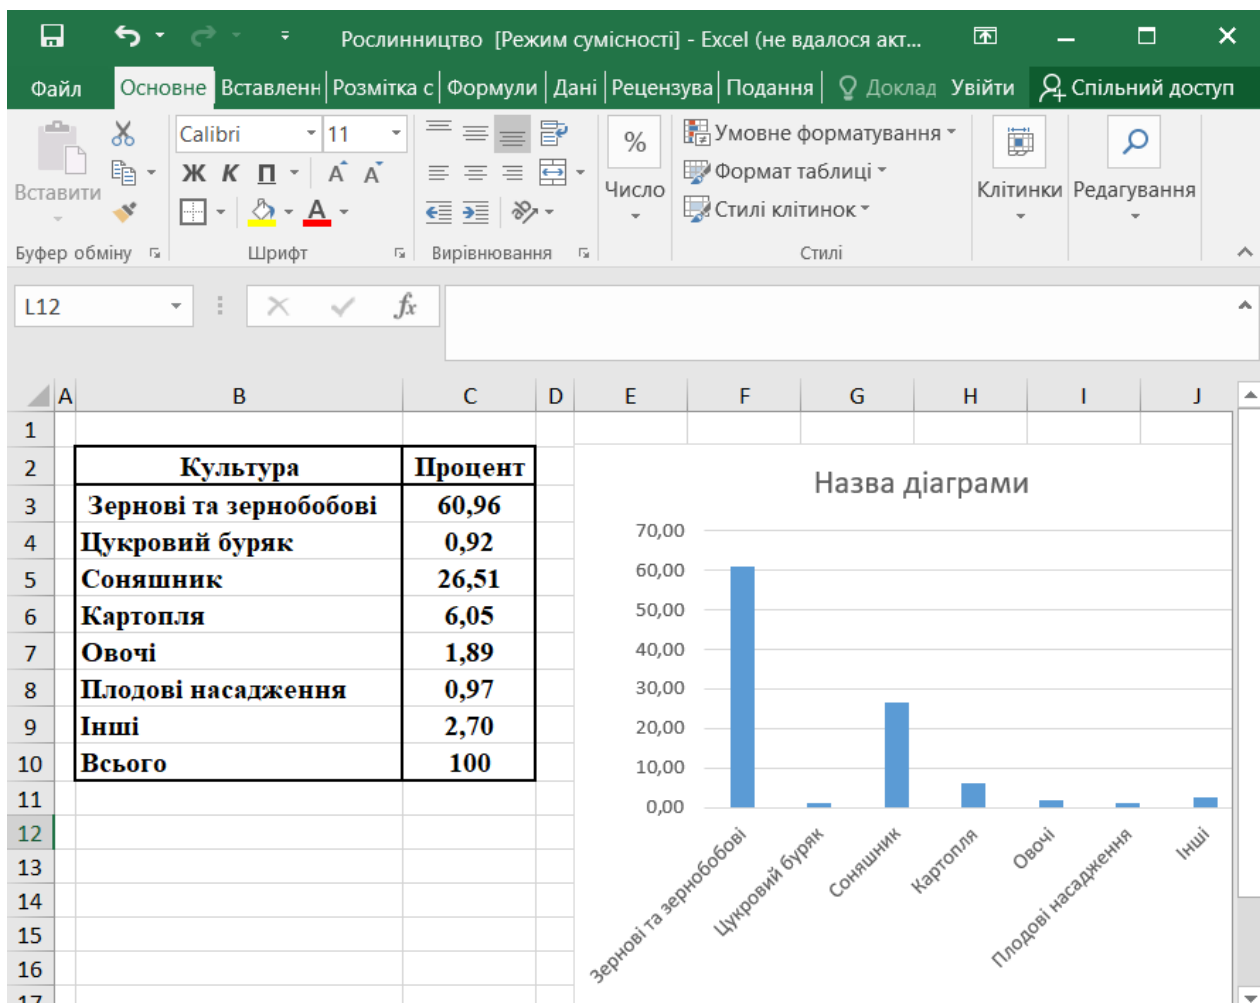 Рослинництво [Режим сумісності] - Excel (не вдалося акт...
Файл Основне Вставленн Розмітка с Формули Дані Рецензува Подання Доклад Увійти Спільний доступ
Вставити
Calibri 11
Ж К П А А
А
%
Число
Умовне форматування
Формат таблиці
Стилі клітинок
Клітинки Редагування
Буфер обміну Шрифт Вирівнювання Стилі
L12 fx
A B C D E F G H I J
1
2 Культура Процент
3 Зернові та зернобобові 60,96
4 Цукровий буряк 0,92
5 Соняшник 26,51
6 Картопля 6,05
7 Овочі 1,89
8 Плодові насадження 0,97
9 Інші 2,70
10 Всього 100
11
12
13
14
15
16
17
Назва діаграми
70,00
60,00
50,00
40,00
30,00
20,00
10,00
0,00
Зернові та зернобобові
Цукровий буряк
Соняшник
Картопля
Овочі
Плодові насадження
Інші